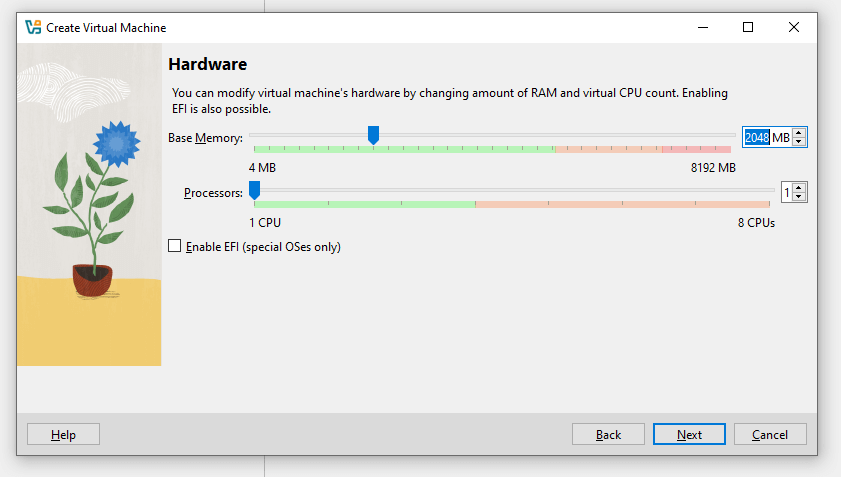 Create Virtual Machine
Hardware
You can modify virtual machine's hardware by changing amount of RAM and virtual CPU count. Enabling
EFI is also possible.
Base Memory:
2048 MB
4 MB
8192 MB
Processors:
1
1 CPU
8 CPUs
Enable EFI (special OSes only)
Help
Back
Next
Cancel